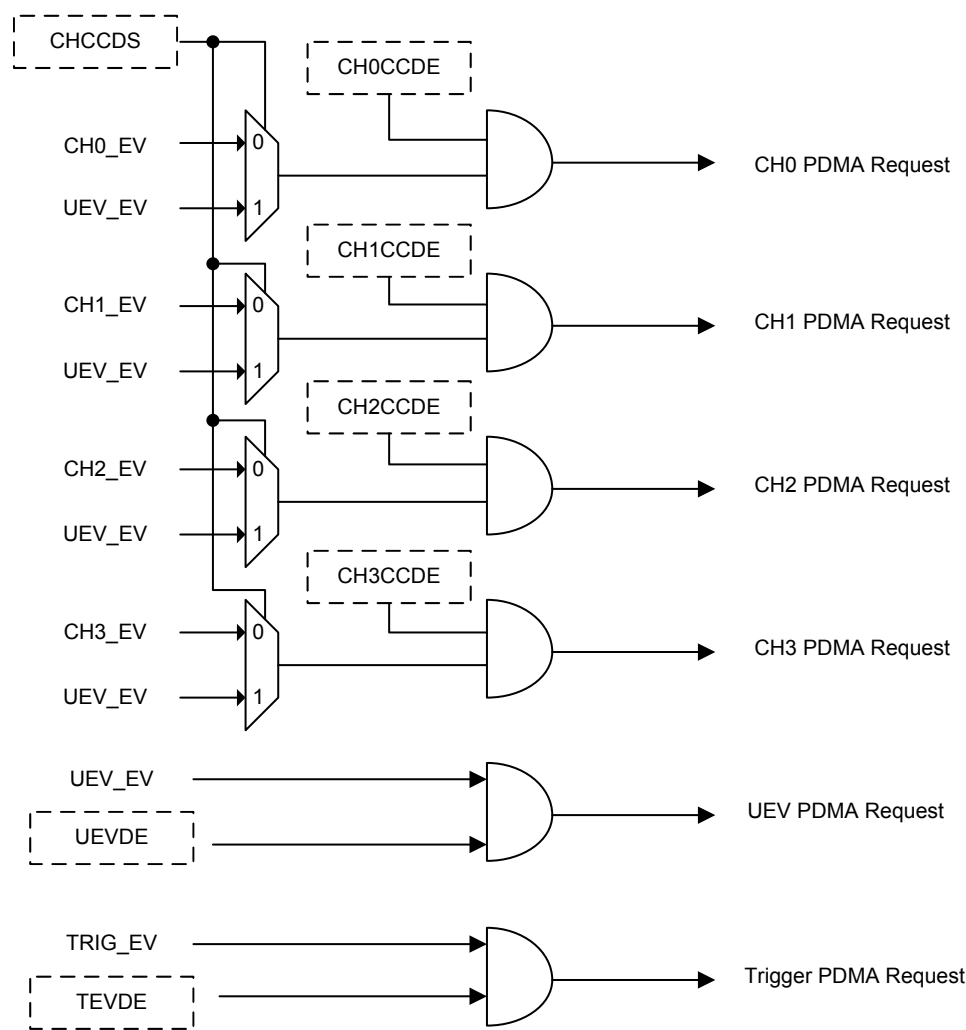 CHCCDS
CH0CCDE
CH0_EV
0
CH0 PDMA Request
UEV_EV
1
CH1CCDE
CH1_EV
0
CH1 PDMA Request
UEV_EV
1
CH2CCDE
CH2_EV
0
CH2 PDMA Request
UEV_EV
1
CH3CCDE
CH3_EV
0
CH3 PDMA Request
UEV_EV
1
UEV_EV
UEV PDMA Request
UEVDE
TRIG_EV
Trigger PDMA Request
TEVDE